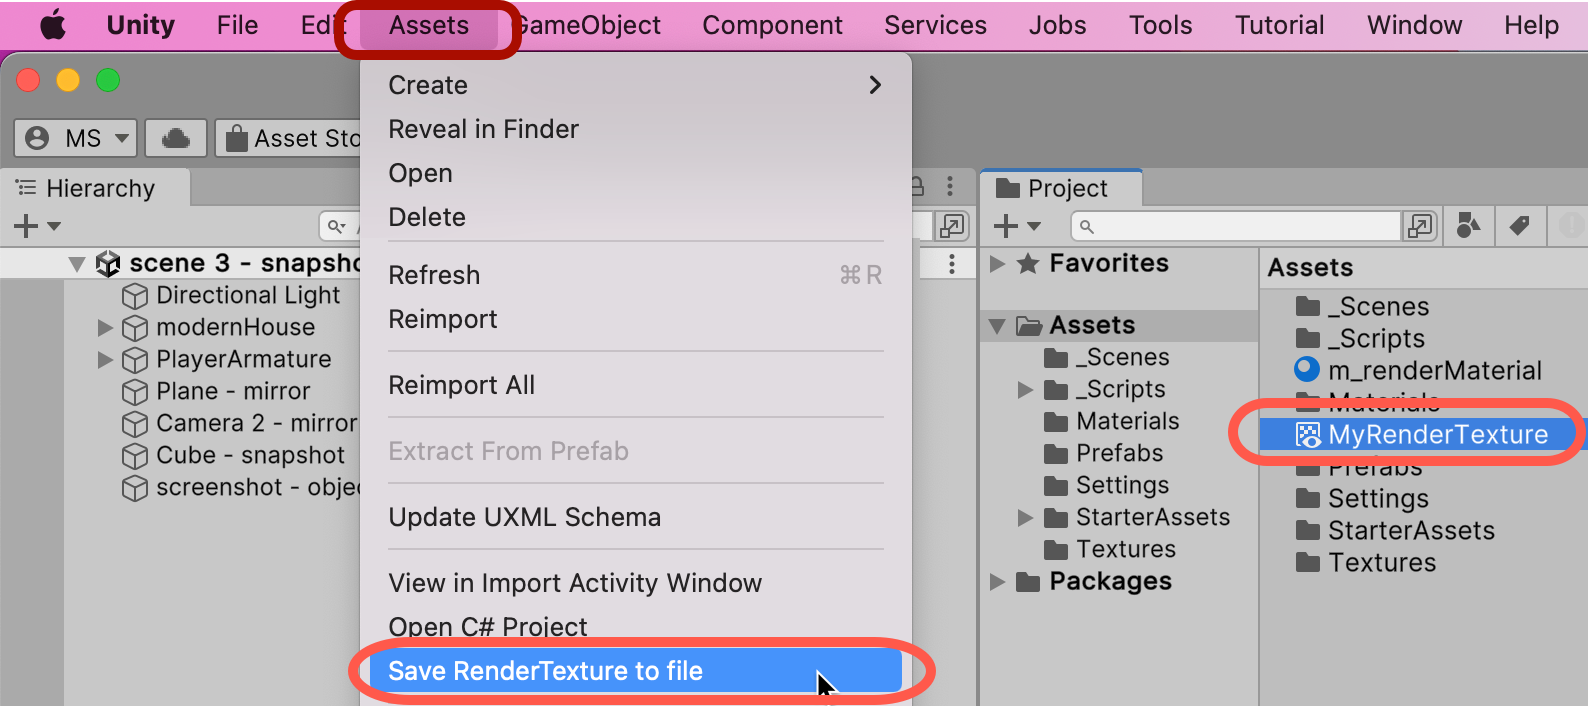 Unity File Edit Assets GameObject Component Services Jobs Tools Tutorial Window Help
MS
Asset Sto
Hierarchy
scene 3 - snapsho
Directional Light
modernHouse
PlayerArmature
Plane - mirror
Camera 2 - mirror
Cube - snapshot
screenshot - objec
Create
Reveal in Finder
Open
Delete
Refresh ⌘R
Reimport
Reimport All
Extract From Prefab
Update UXML Schema
View in Import Activity Window
Open C# Project
Save RenderTexture to file
Project
Favorites
Assets
_Scenes
_Scripts
Materials
Prefabs
Settings
StarterAssets
Textures
Packages
Assets
_Scenes
_Scripts
m_renderMaterial
Materials
MyRenderTexture
Prefabs
Settings
StarterAssets
Textures